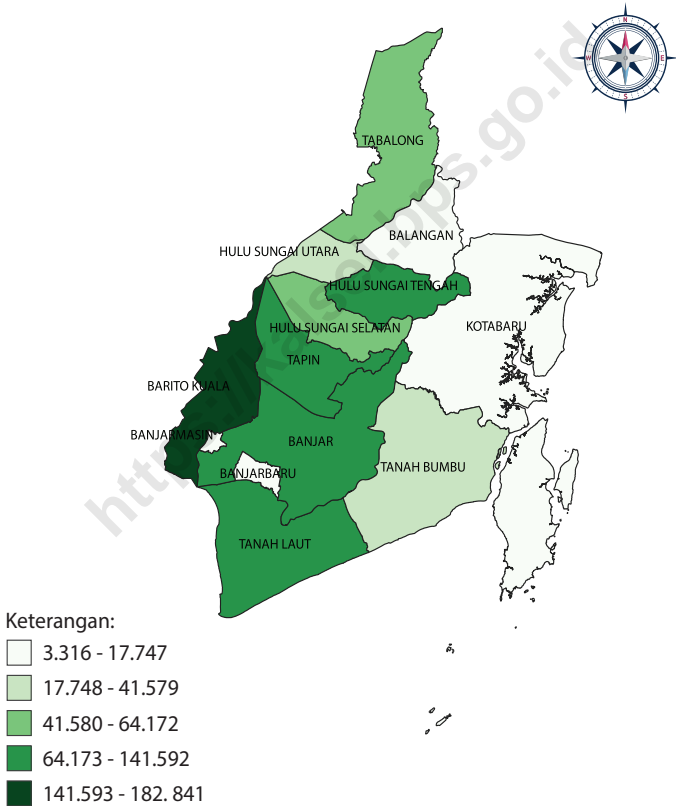 N
W
E
S
https://kalsel.bps.go.id
TABALONG
BALANGAN
HULU SUNGAI UTARA
HULU SUNGAI TENGAH
HULU SUNGAI SELATAN
KOTABARU
TAPIN
BARITO KUALA
BANJARMASIN
BANJAR
BANJARBARU
TANAH BUMBU
TANAH LAUT
Keterangan:
3.316 - 17.747
17.748 - 41.579
41.580 - 64.172
64.173 - 141.592
141.593 - 182. 841